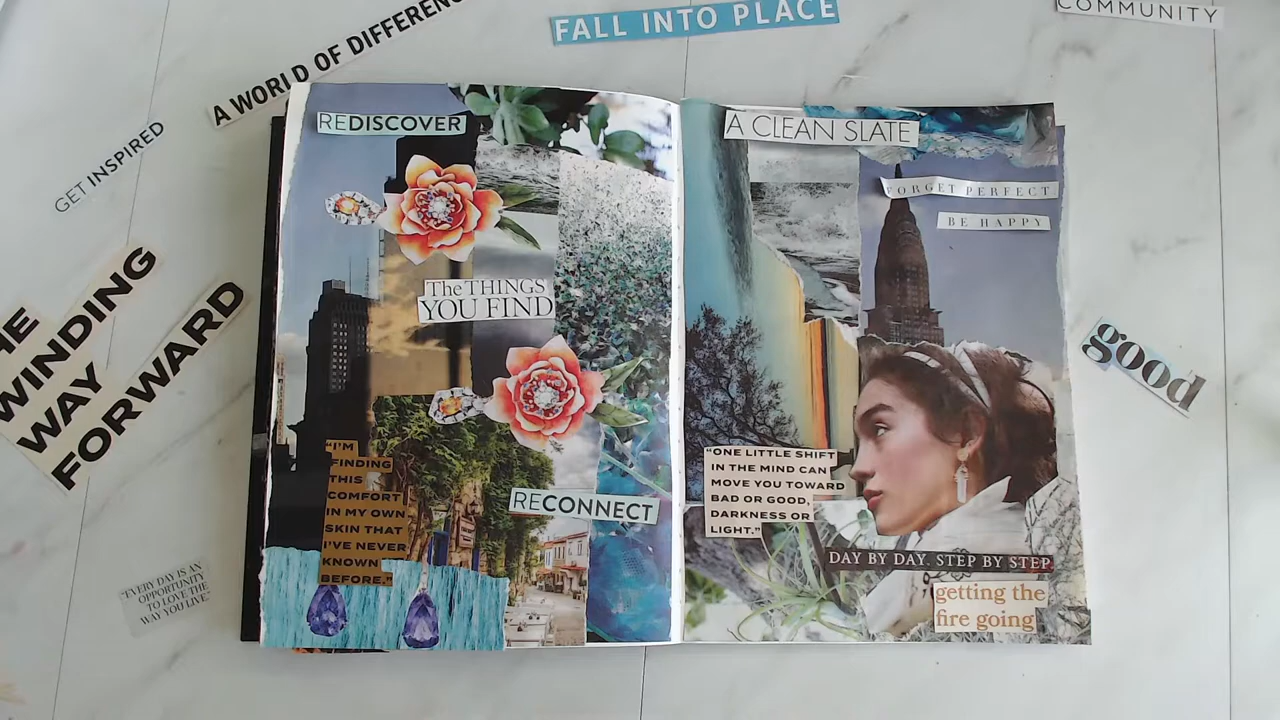 A WORLD OF DIFFERENC
FALL INTO PLACE
COMMUNITY
GET INSPIRED
THE
WINDING
WAY
FORWARD
"EVERY DAY IS AN
OPPORTUNITY
TO LOVE THE
WAY YOU LIVE."
REDISCOVER
The THINGS
YOU FIND
"I'M
FINDING
THIS
COMFORT
IN MY OWN
SKIN THAT
I'VE NEVER
KNOWN
BEFORE."
RECONNECT
A CLEAN SLATE
FORGET PERFECT
BE HAPPY
"ONE LITTLE SHIFT
IN THE MIND CAN
MOVE YOU TOWARD
BAD OR GOOD,
DARKNESS OR
LIGHT."
DAY BY DAY. STEP BY STEP.
getting the
fire going
good